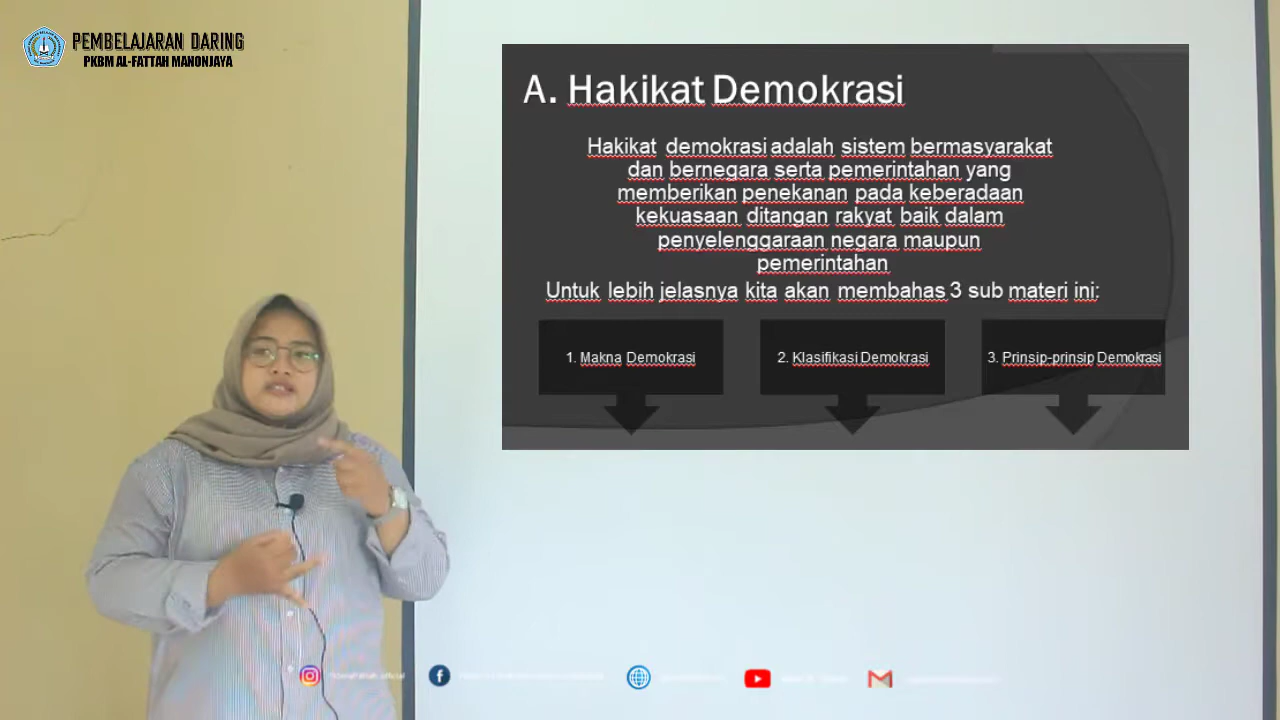 PEMBELAJARAN DARING
PKBM AL-FATTAH MANONJAYA
A. Hakikat Demokrasi
Hakikat demokrasi adalah sistem bermasyarakat
dan bernegara serta pemerintahan yang
memberikan penekanan pada keberadaan
kekuasaan ditangan rakyat baik dalam
penyelenggaraan negara maupun
pemerintahan
Untuk lebih jelasnya kita akan membahas 3 sub materi ini:
1. Makna Demokrasi
2. Klasifikasi Demokrasi
3. Prinsip-prinsip Demokrasi